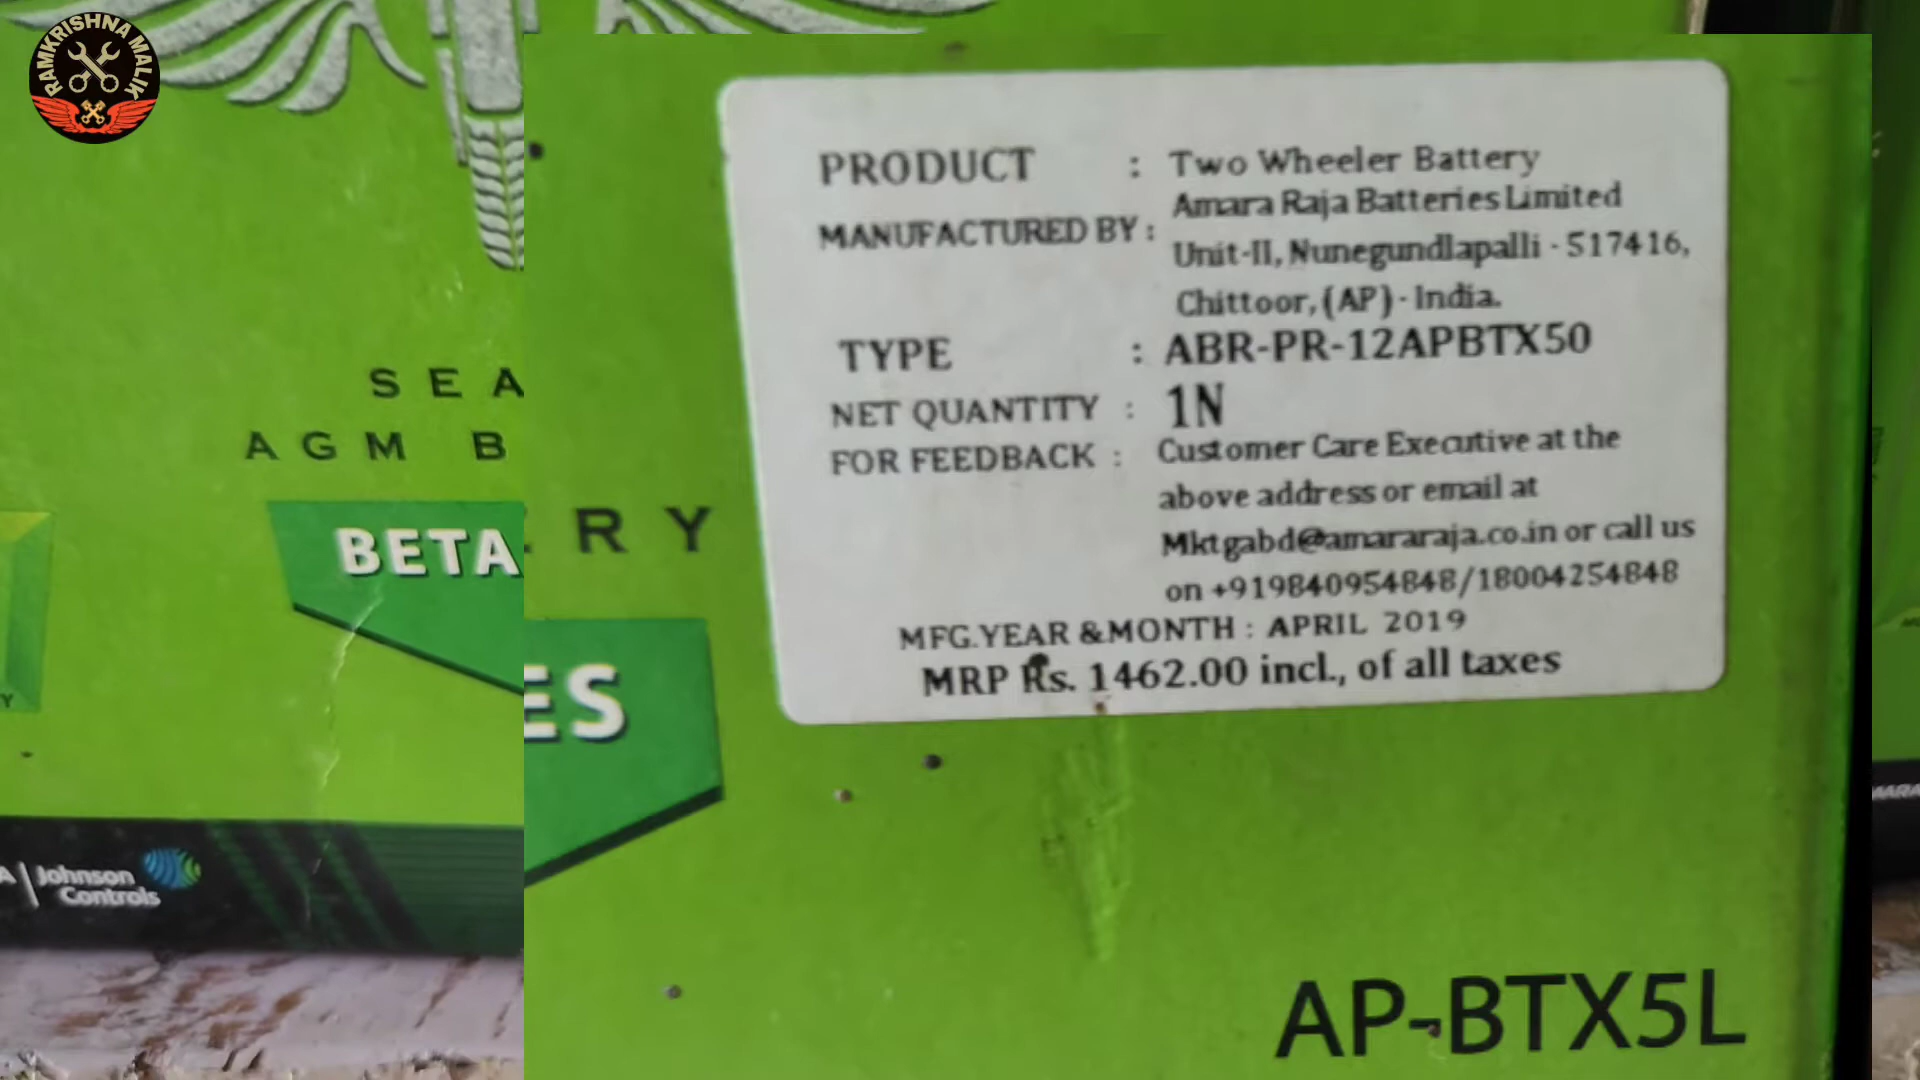 RAMKRISHNA MALIK
PRODUCT : Two Wheeler Battery
MANUFACTURED BY : Amara Raja Batteries Limited
Unit-II, Nunegundlapalli - 517416,
Chittoor, (AP) - India.
TYPE : ABR-PR-12APBTX50
NET QUANTITY : 1N
FOR FEEDBACK : Customer Care Executive at the
above address or email at
Mktgabd@amararaja.co.in or call us
on +919840954848/18004254848
MFG.YEAR &MONTH : APRIL 2019
MRP Rs. 1462.00 incl., of all taxes
SEA
AGM B
RY
BETA
ES
Johnson
Controls
AP-BTX5L